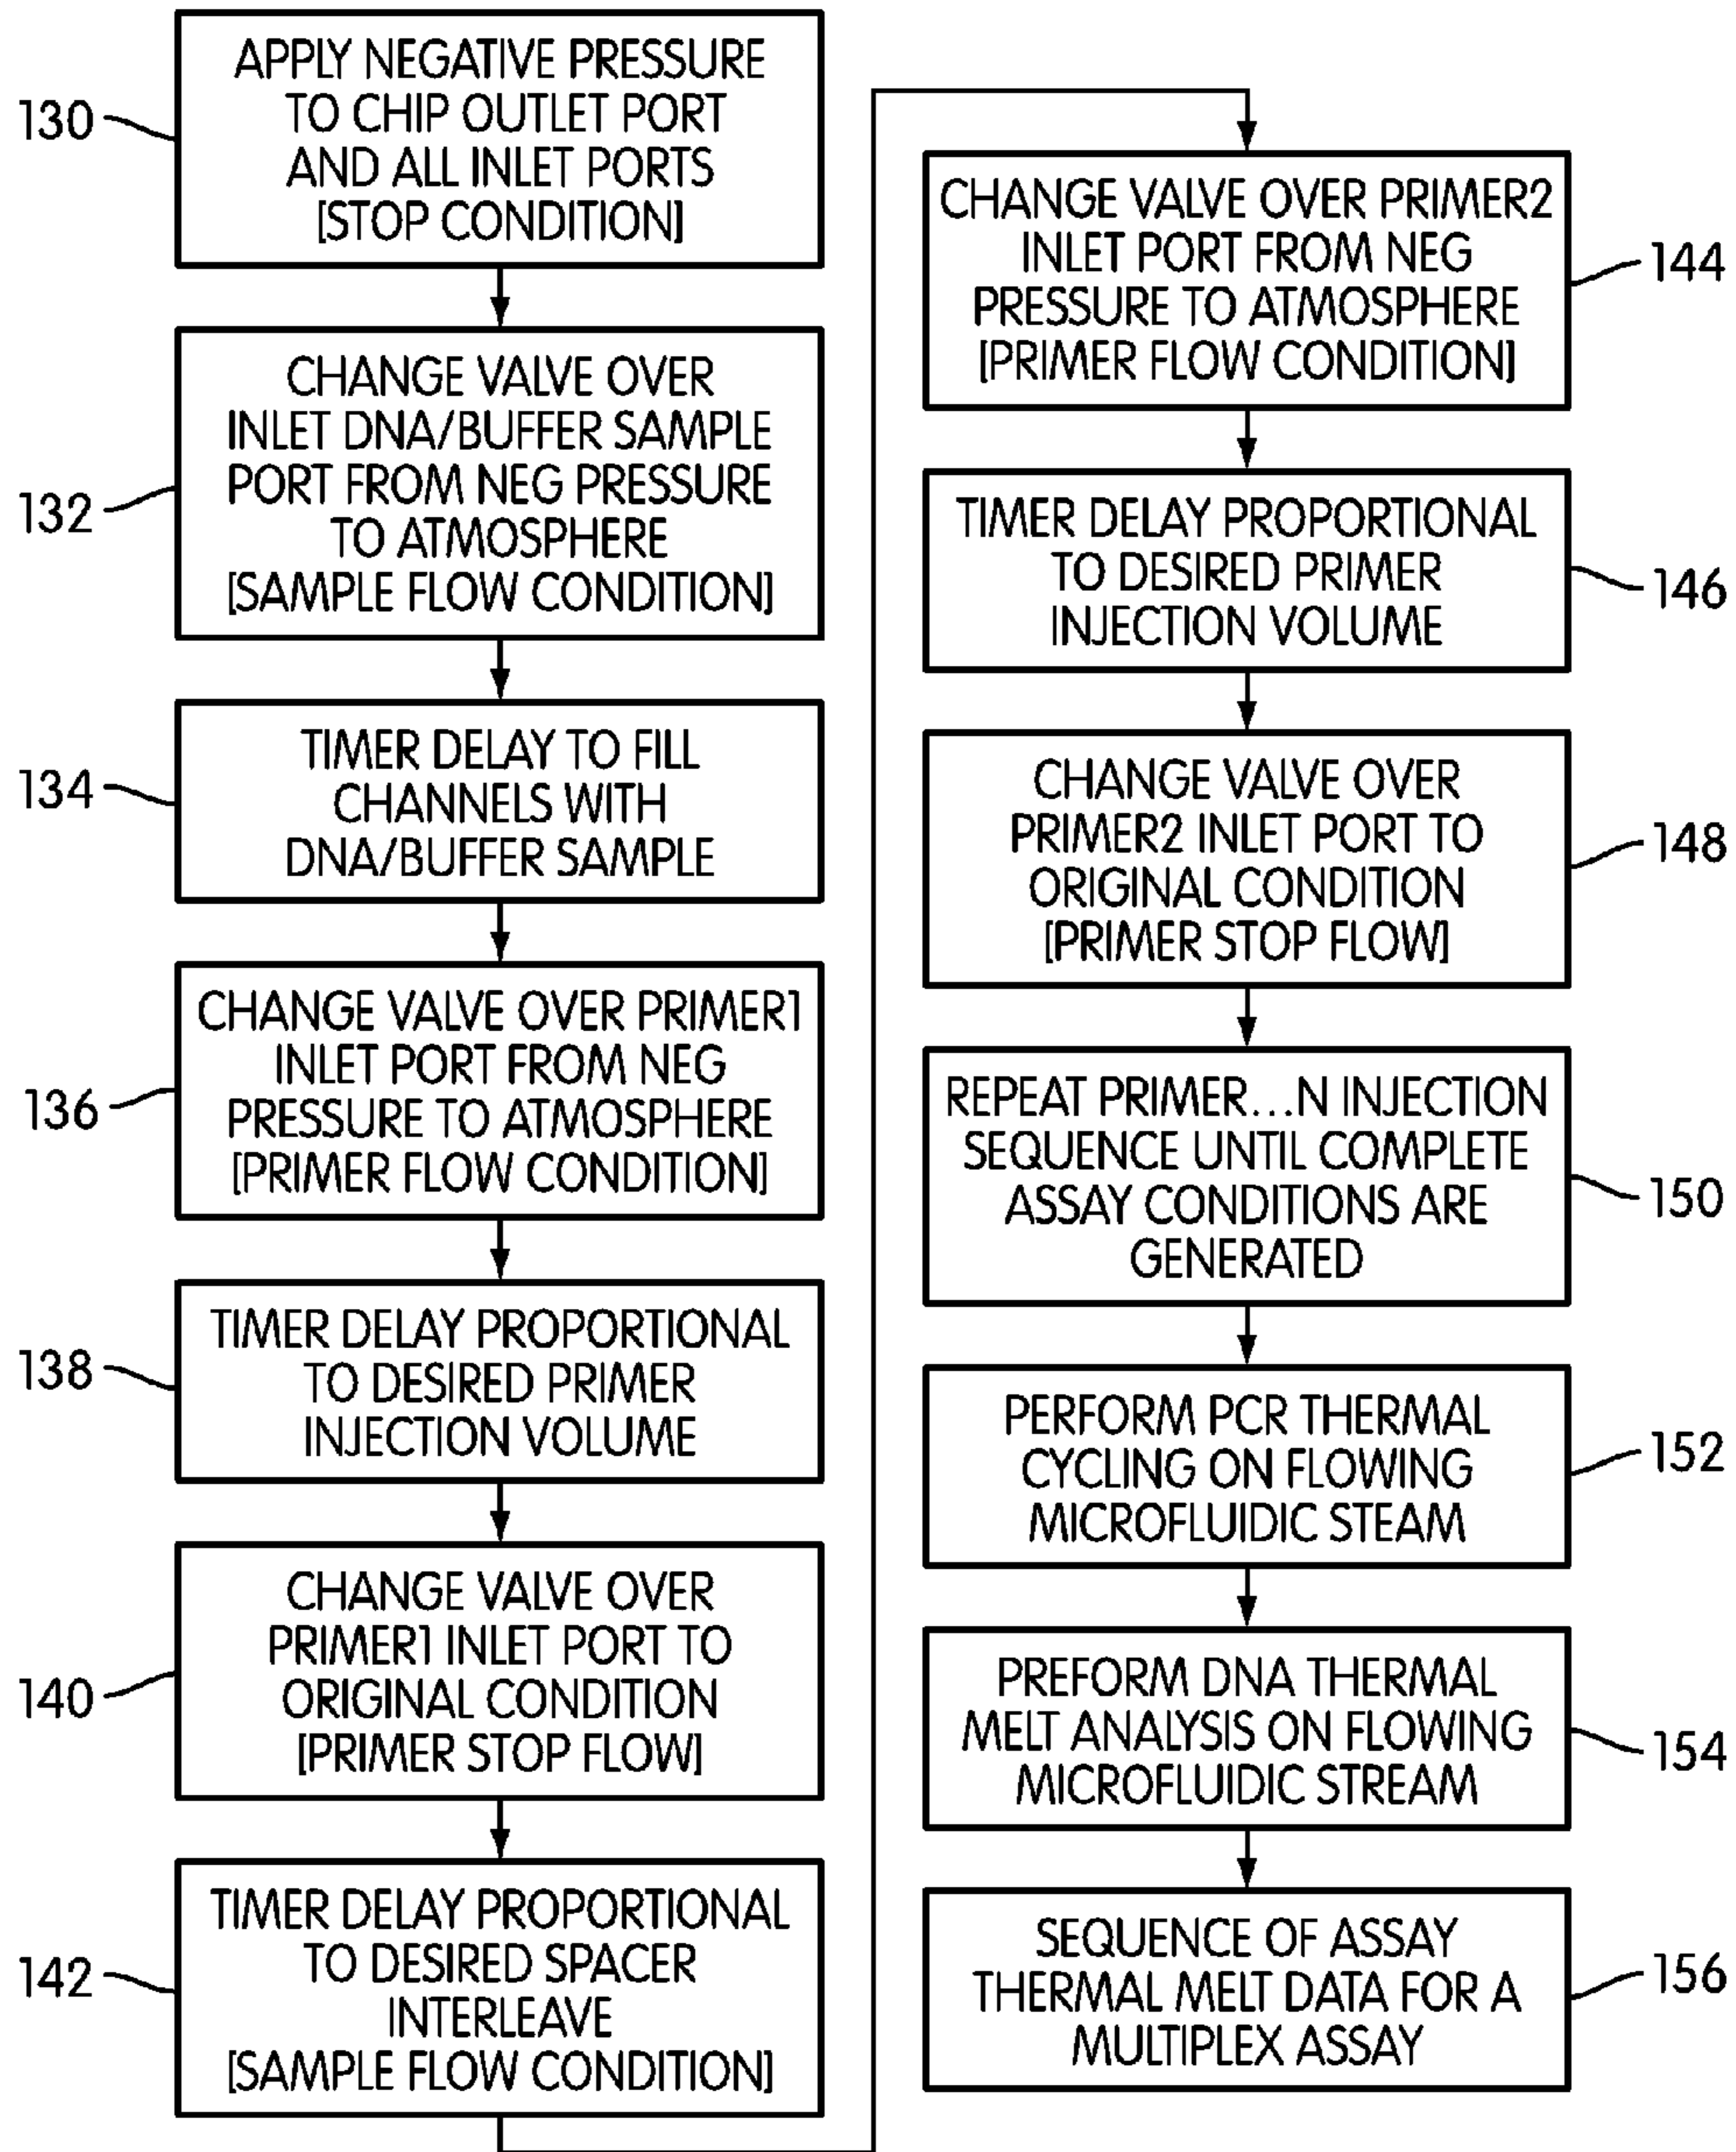 130
APPLY NEGATIVE PRESSURE
TO CHIP OUTLET PORT
AND ALL INLET PORTS
[STOP CONDITION]
132
CHANGE VALVE OVER
INLET DNA/BUFFER SAMPLE
PORT FROM NEG PRESSURE
TO ATMOSPHERE
[SAMPLE FLOW CONDITION]
134
TIMER DELAY TO FILL
CHANNELS WITH
DNA/BUFFER SAMPLE
136
CHANGE VALVE OVER PRIMER1
INLET PORT FROM NEG
PRESSURE TO ATMOSPHERE
[PRIMER FLOW CONDITION]
138
TIMER DELAY PROPORTIONAL
TO DESIRED PRIMER
INJECTION VOLUME
140
CHANGE VALVE OVER
PRIMER1 INLET PORT TO
ORIGINAL CONDITION
[PRIMER STOP FLOW]
142
TIMER DELAY PROPORTIONAL
TO DESIRED SPACER
INTERLEAVE
[SAMPLE FLOW CONDITION]
CHANGE VALVE OVER PRIMER2
INLET PORT FROM NEG
PRESSURE TO ATMOSPHERE
[PRIMER FLOW CONDITION]
144
TIMER DELAY PROPORTIONAL
TO DESIRED PRIMER
INJECTION VOLUME
146
CHANGE VALVE OVER
PRIMER2 INLET PORT TO
ORIGINAL CONDITION
[PRIMER STOP FLOW]
148
REPEAT PRIMER...N INJECTION
SEQUENCE UNTIL COMPLETE
ASSAY CONDITIONS ARE
GENERATED
150
PERFORM PCR THERMAL
CYCLING ON FLOWING
MICROFLUIDIC STEAM
152
PREFORM DNA THERMAL
MELT ANALYSIS ON FLOWING
MICROFLUIDIC STREAM
154
SEQUENCE OF ASSAY
THERMAL MELT DATA FOR A
MULTIPLEX ASSAY
156